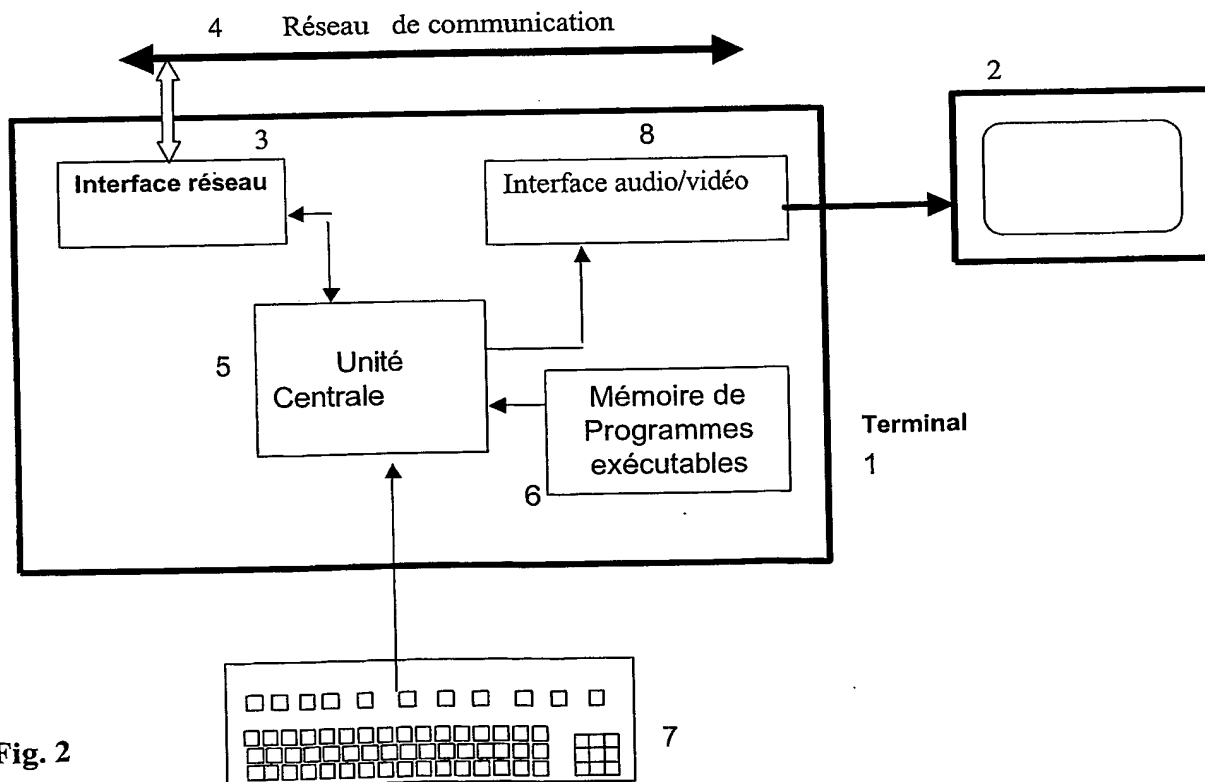 4 Réseau de communication
2
3
8
Interface réseau
Interface audio/vidéo
5
Unité
Centrale
Mémoire de
Programmes
exécutables
6
Terminal
1
7
Fig. 2